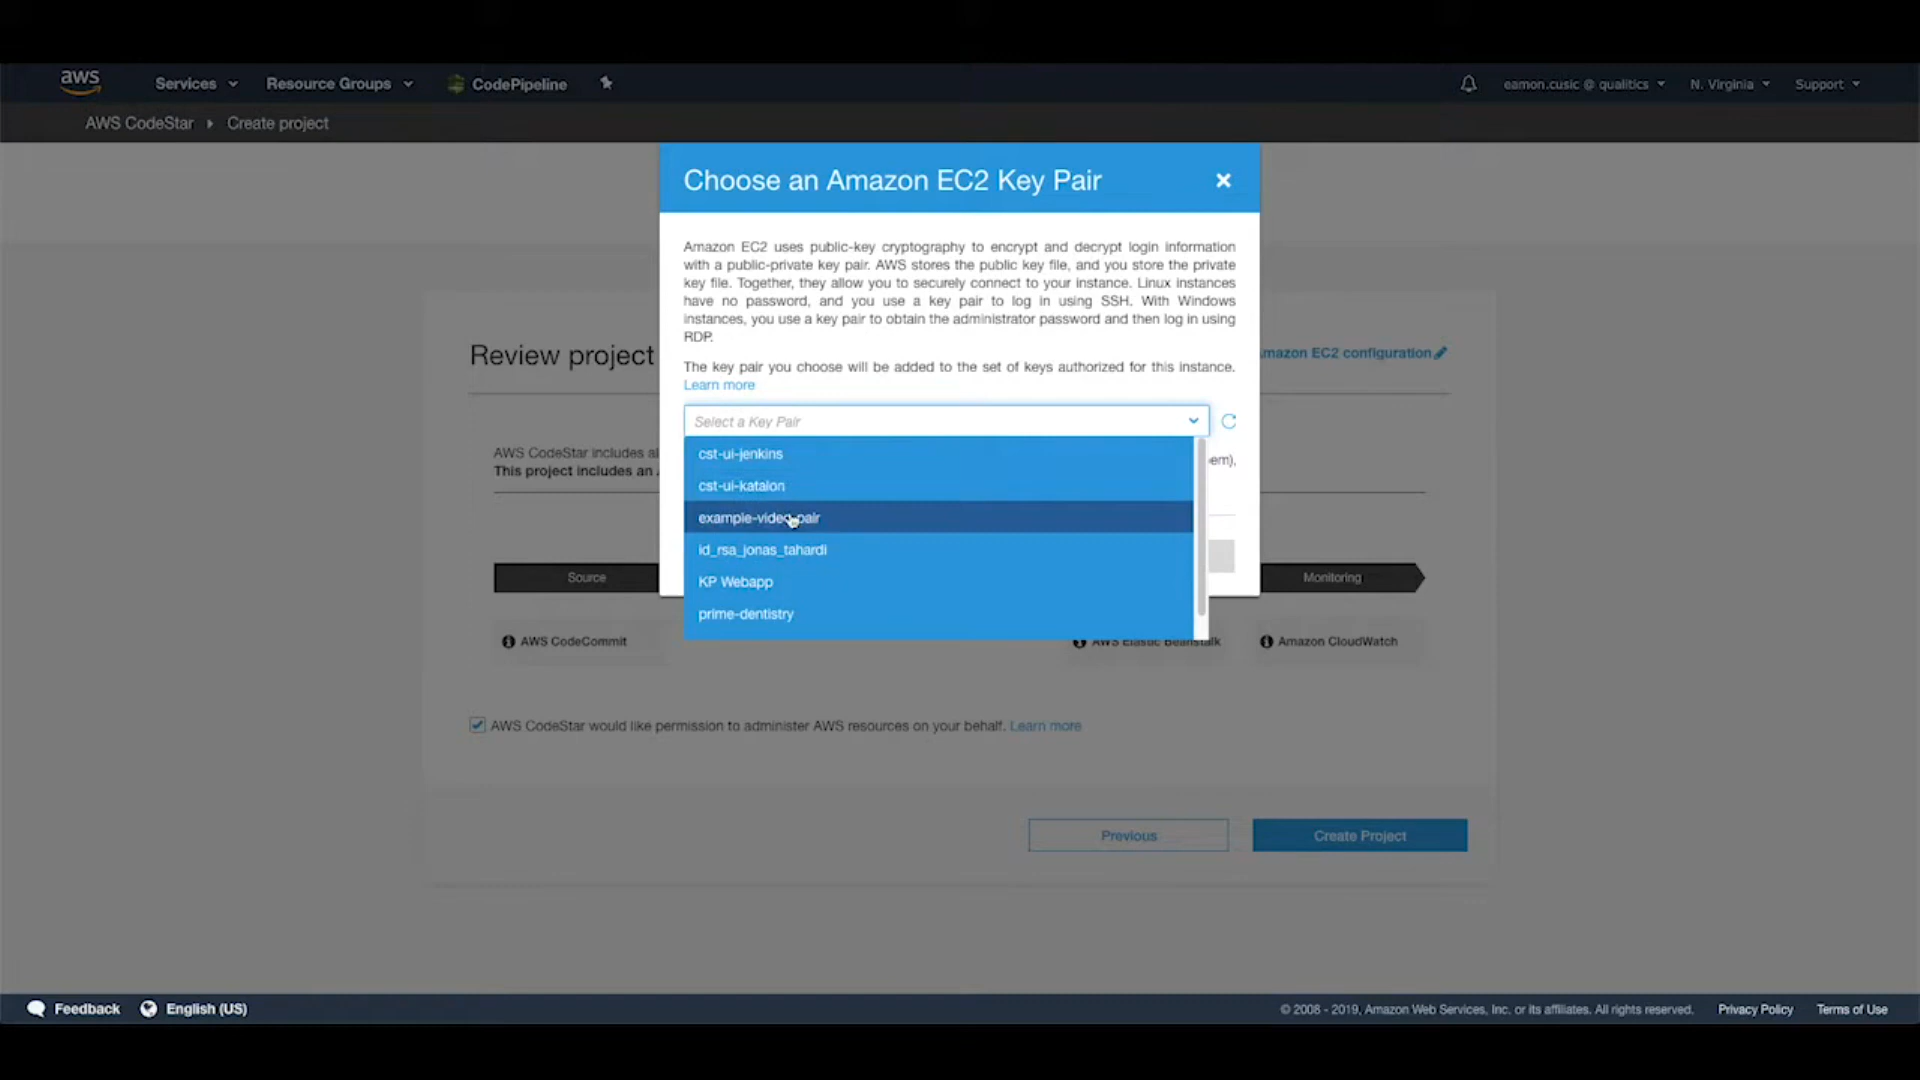 aws
Services
Resource Groups
CodePipeline
eamon.cusic @ qualitics
N. Virginia
Support
AWS CodeStar
Create project
Choose an Amazon EC2 Key Pair
Amazon EC2 uses public-key cryptography to encrypt and decrypt login information
with a public-private key pair. AWS stores the public key file, and you store the private
key file. Together, they allow you to securely connect to your instance. Linux instances
have no password, and you use a key pair to log in using SSH. With Windows
instances, you use a key pair to obtain the administrator password and then log in using
RDP.
The key pair you choose will be added to the set of keys authorized for this instance.
Learn more
Review project
mazon EC2 configuration
Select a Key Pair
cst-ui-jenkins
cst-ui-katalon
example-video-pair
id_rsa_jonas_tahardi
KP Webapp
prime-dentistry
AWS CodeStar includes al
This project includes an
em),
Source
Monitoring
AWS CodeCommit
AWS Elastic Beanstalk
Amazon CloudWatch
AWS CodeStar would like permission to administer AWS resources on your behalf. Learn more
Previous
Create Project
Feedback
English (US)
© 2008 - 2019, Amazon Web Services, Inc. or its affiliates. All rights reserved.
Privacy Policy
Terms of Use